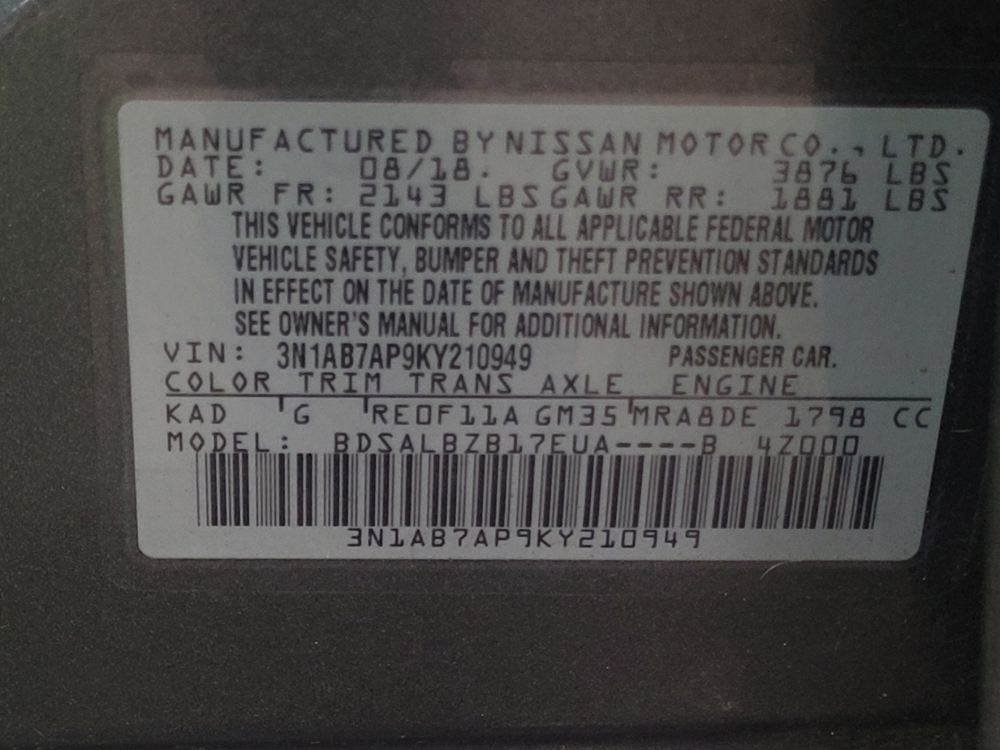 MANUFACTURED BY NISSAN MOTOR CO., LTD.
DATE: 08/18. GVWR: 3876 LBS
GAWR FR: 2143 LBS GAWR RR: 1881 LBS
THIS VEHICLE CONFORMS TO ALL APPLICABLE FEDERAL MOTOR
VEHICLE SAFETY, BUMPER AND THEFT PREVENTION STANDARDS
IN EFFECT ON THE DATE OF MANUFACTURE SHOWN ABOVE.
SEE OWNER'S MANUAL FOR ADDITIONAL INFORMATION.
VIN: 3N1AB7AP9KY210949 PASSENGER CAR.
COLOR TRIM TRANS AXLE ENGINE
KAD G RE0F11A GM35 MRA8DE 1798 CC
MODEL: BDSALBZB17EUA----B 4Z000
3N1AB7AP9KY210949